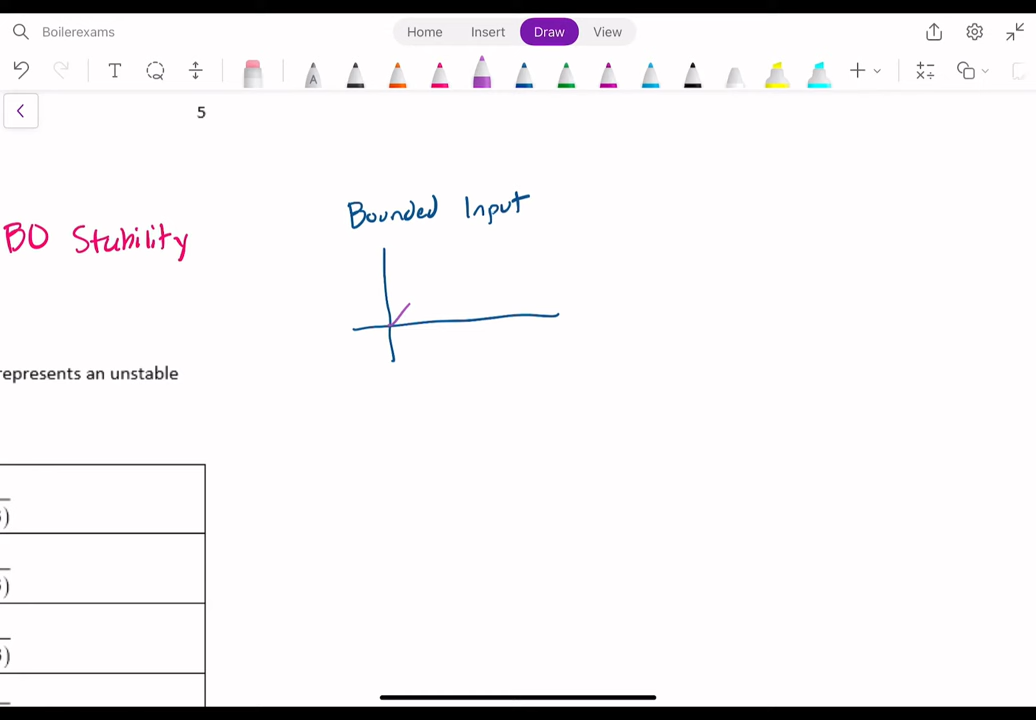 Boilerexams
Home Insert Draw View
T
A
5
Bounded Input
BO Stability
represents an unstable
)
)
)